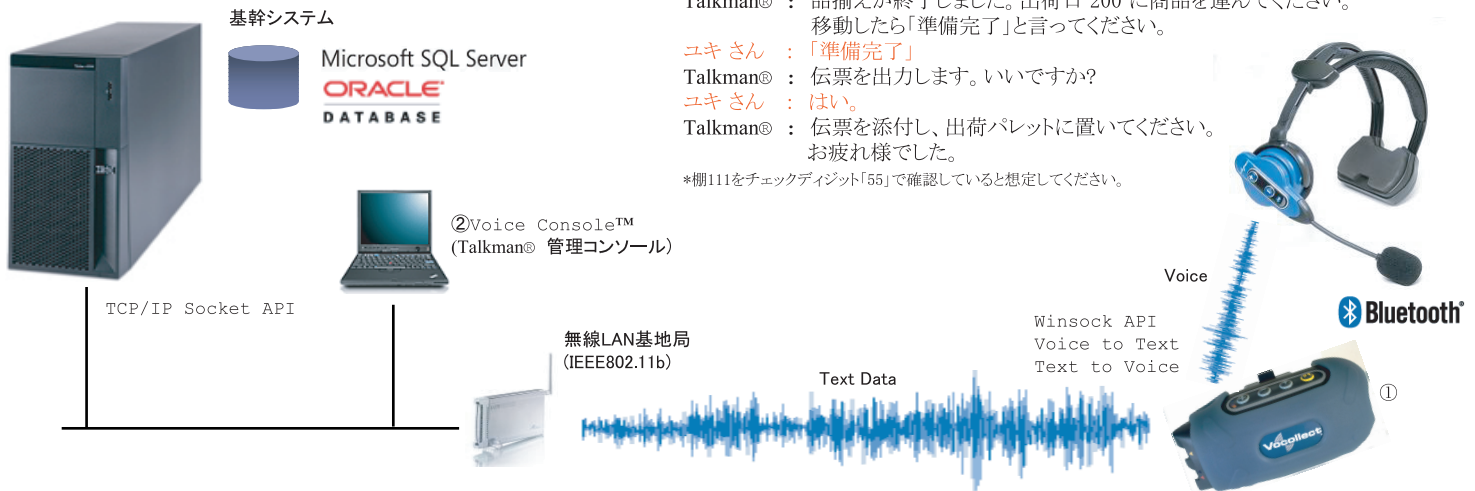 基幹システム
Microsoft SQL Server
ORACLE
DATABASE
Talkman® : 品揃えが終了しました。出荷口 200 に商品を運んでください。
移動したら「準備完了」と言ってください。
ユキ さん : 「準備完了」
Talkman® : 伝票を出力します。いいですか?
ユキ さん : はい。
Talkman® : 伝票を添付し、出荷パレットに置いてください。
お疲れ様でした。
*棚111をチェックディジット「55」で確認していると想定してください。
②Voice Console™
(Talkman® 管理コンソール)
TCP/IP Socket API
無線LAN基地局
(IEEE802.11b)
Text Data
Voice
Winsock API
Voice to Text
Text to Voice
Bluetooth®
①
Vocollect
IBM